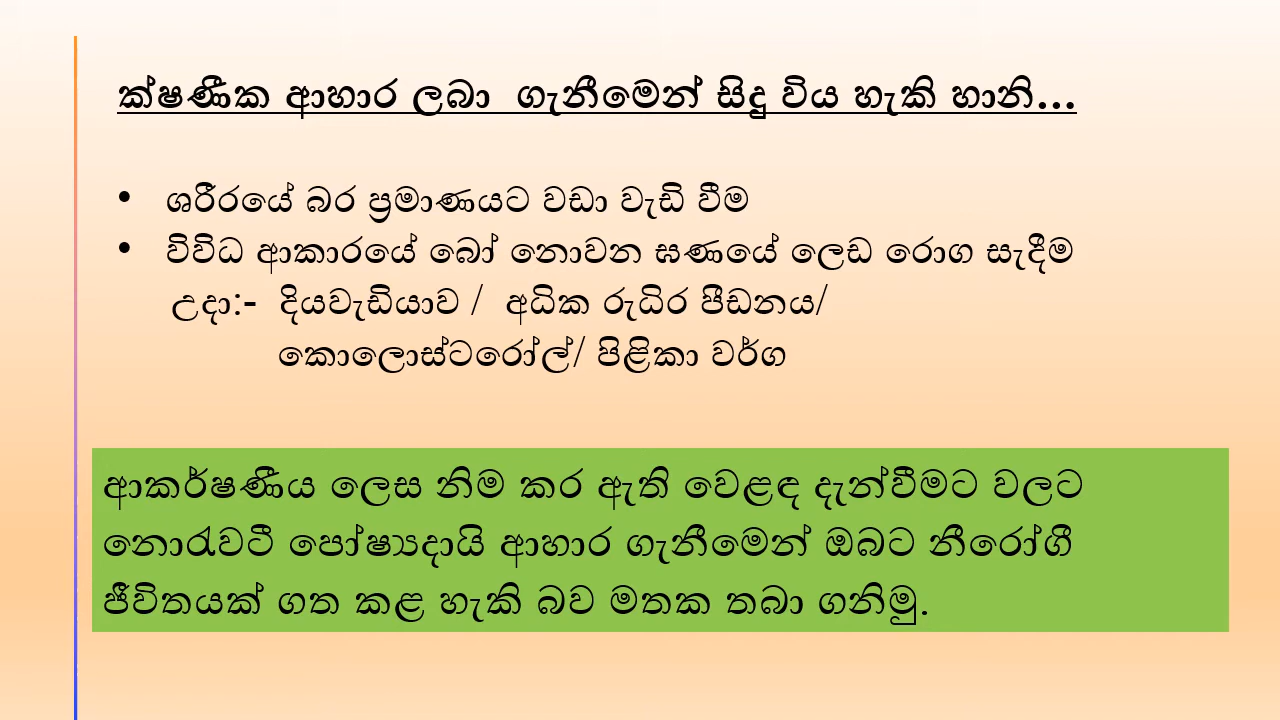 ක්ෂණීක ආහාර ලබා  ගැනීමෙන් සිදු විය හැකි හානි...
• ශරීරයේ බර ප්‍රමාණයට වඩා වැඩි වීම
• විවිධ ආකාරයේ බෝ නොවන ඝණයේ ලෙඩ රොග සැදීම
උදා:-  දියවැඩියාව /  අධික රුධිර පීඩනය/
කොලොස්ටරෝල්/ පිළිකා වර්ග
ආකර්ෂණීය ලෙස නිම කර ඇති වෙළඳ දැන්වීමට වලට
නොරැවටී පෝෂ්‍යදායි ආහාර ගැනීමෙන් ඔබට නීරෝගී
ජීවිතයක් ගත කළ හැකි බව මතක තබා ගනිමු.